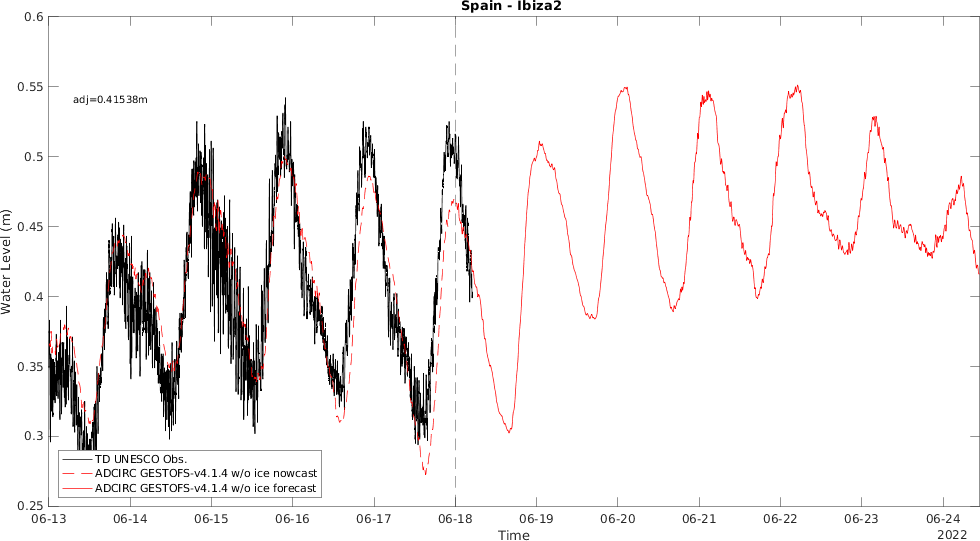 Spain - Ibiza2
0.6
0.55
0.5
0.45
0.4
0.35
0.3
0.25
Water Level (m)
adj=0.41538m
TD UNESCO Obs.
ADCIRC GESTOFS-v4.1.4 w/o ice nowcast
ADCIRC GESTOFS-v4.1.4 w/o ice forecast
06-13 06-14 06-15 06-16 06-17 06-18 06-19 06-20 06-21 06-22 06-23 06-24
Time
2022